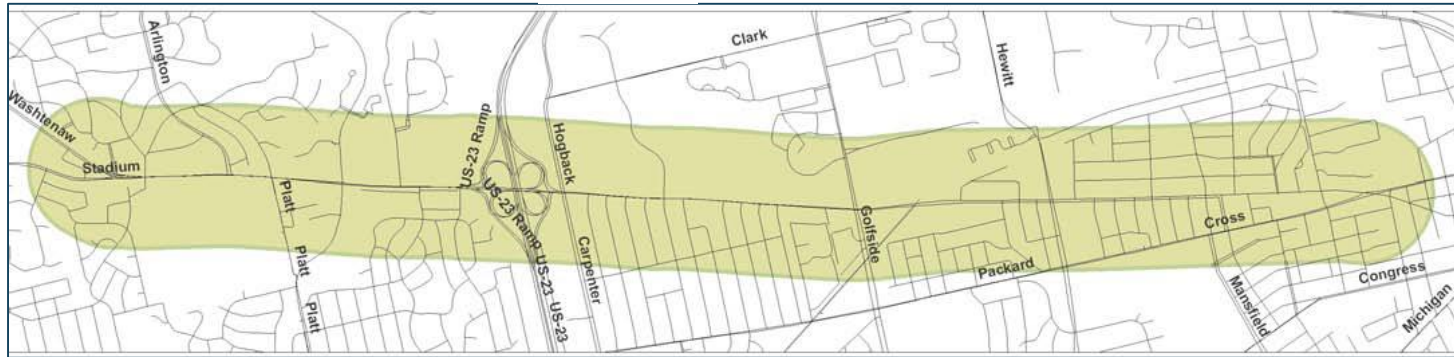 Arlington
Clark
Hewitt
Washtenaw
Stadium
US-23 Ramp
Hogback
US-23 Ramp
US-23
US-23
Platt
Platt
Platt
Carpenter
Golfside
Packard
Cross
Mansfield
Congress
Michigan